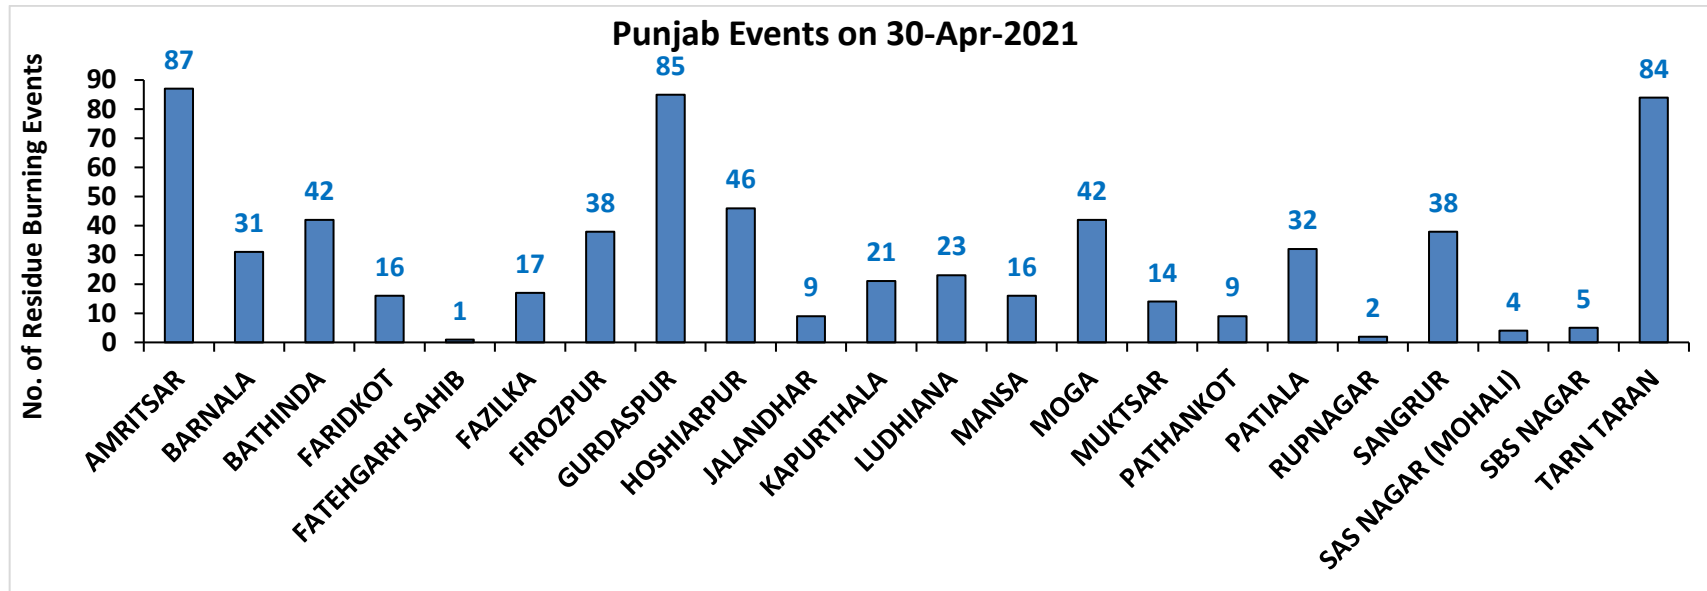 Punjab Events on 30-Apr-2021
No. of Residue Burning Events
90
80
70
60
50
40
30
20
10
0
87
31
42
16
1
17
38
85
46
9
21
23
16
42
14
9
32
2
38
4
5
84
AMRITSAR
BARNALA
BATHINDA
FARIDKOT
FATEHGARH SAHIB
FAZILKA
FIROZPUR
GURDASPUR
HOSHIARPUR
JALANDHAR
KAPURTHALA
LUDHIANA
MANSA
MOGA
MUKTSAR
PATHANKOT
PATIALA
RUPNAGAR
SANGRUR
SAS NAGAR (MOHALI)
SBS NAGAR
TARN TARAN